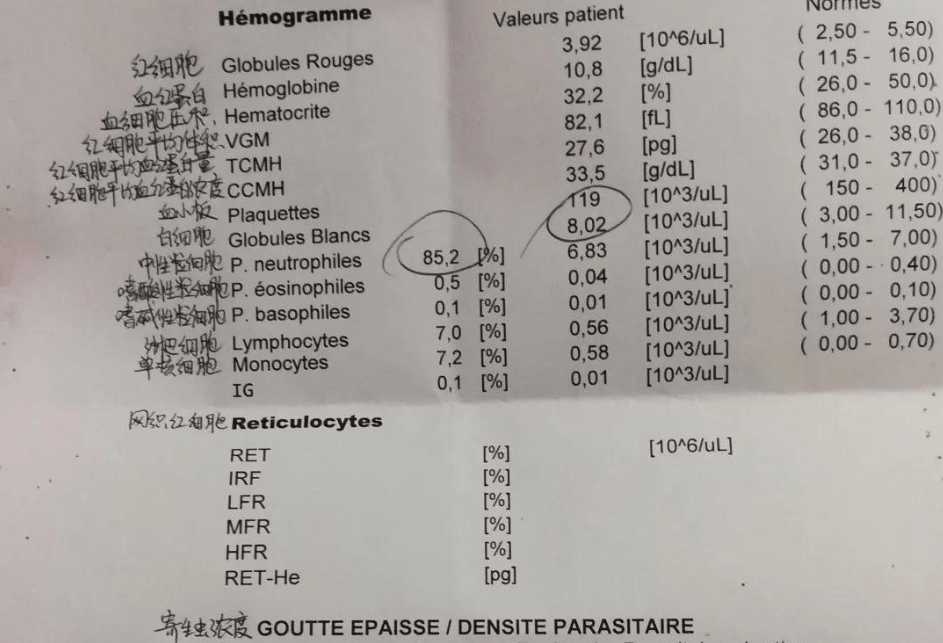 Hémogramme Valeurs patient Normes
红细胞 Globules Rouges 3,92 [10^6/uL] ( 2,50 - 5,50)
血红蛋白 Hémoglobine 10,8 [g/dL] ( 11,5 - 16,0)
血细胞压积, Hematocrite 32,2 [%] ( 26,0 - 50,0)
红细胞平均体积 VGM 82,1 [fL] ( 86,0 - 110,0)
红细胞平均血红蛋白量 TCMH 27,6 [pg] ( 26,0 - 38,0)
红细胞平均血红蛋白浓度 CCMH 33,5 [g/dL] ( 31,0 - 37,0)
血小板 Plaquettes 119 [10^3/uL] ( 150 - 400)
白细胞 Globules Blancs 8,02 [10^3/uL] ( 3,00 - 11,50)
中性粒细胞 P. neutrophiles 85,2 [%] 6,83 [10^3/uL] ( 1,50 - 7,00)
嗜酸性粒细胞 P. éosinophiles 0,5 [%] 0,04 [10^3/uL] ( 0,00 - 0,40)
嗜碱性粒细胞 P. basophiles 0,1 [%] 0,01 [10^3/uL] ( 0,00 - 0,10)
淋巴细胞 Lymphocytes 7,0 [%] 0,56 [10^3/uL] ( 1,00 - 3,70)
单核细胞 Monocytes 7,2 [%] 0,58 [10^3/uL] ( 0,00 - 0,70)
IG 0,1 [%] 0,01 [10^3/uL]
网织红细胞 Reticulocytes
RET [%] [10^6/uL]
IRF [%]
LFR [%]
MFR [%]
HFR [%]
RET-He [pg]
寄生虫浓度 GOUTTE EPAISSE / DENSITE PARASITAIRE